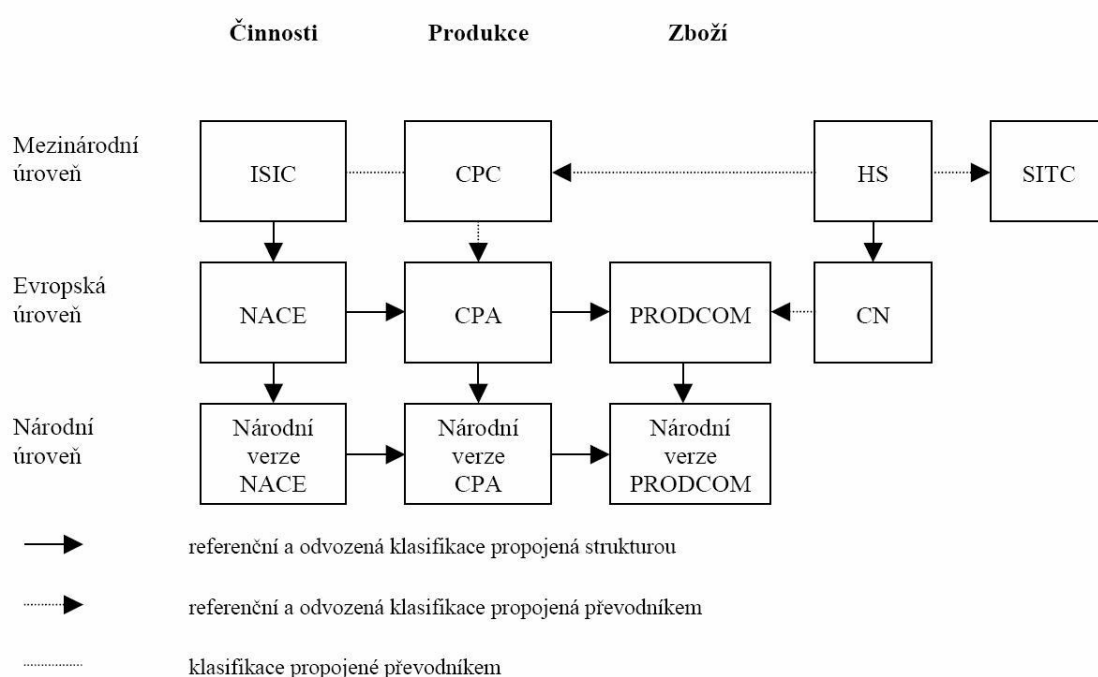 Činnosti Produkce Zboží
Mezinárodní
úroveň
ISIC CPC HS SITC
Evropská
úroveň
NACE CPA PRODCOM CN
Národní
úroveň
Národní
verze
NACE
Národní
verze
CPA
Národní
verze
PRODCOM
referenční a odvozená klasifikace propojená strukturou
referenční a odvozená klasifikace propojená převodníkem
klasifikace propojené převodníkem